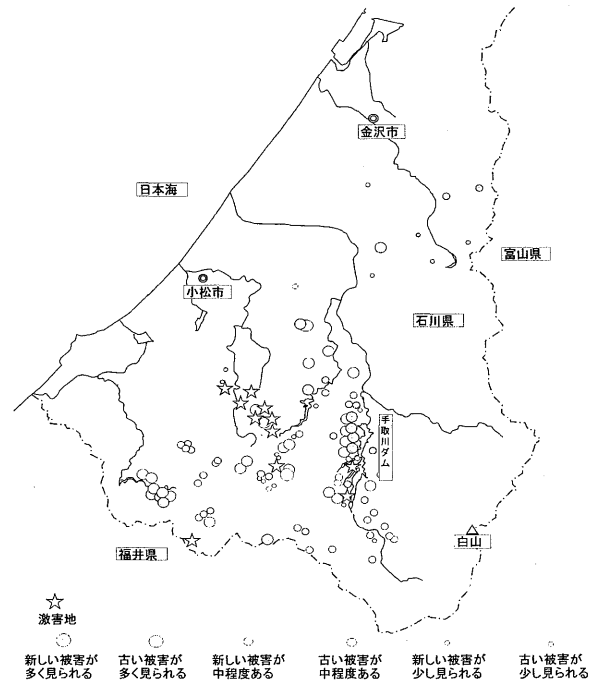 金沢市
日本海
富山県
小松市
石川県
手取川ダム
白山
福井県
激害地
新しい被害が
多く見られる
古い被害が
多く見られる
新しい被害が
中程度ある
古い被害が
中程度ある
新しい被害が
少し見られる
古い被害が
少し見られる